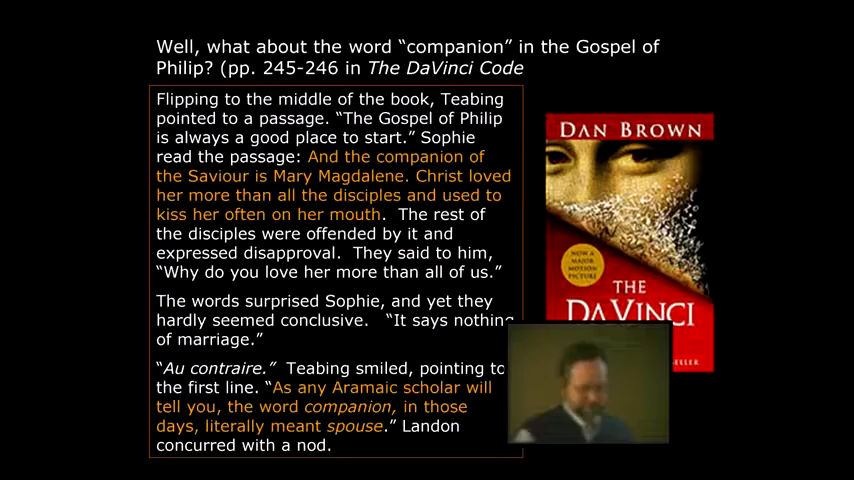 Well, what about the word “companion” in the Gospel of
Philip? (pp. 245-246 in The DaVinci Code
Flipping to the middle of the book, Teabing
pointed to a passage. “The Gospel of Philip
is always a good place to start.” Sophie
read the passage: And the companion of
the Saviour is Mary Magdalene. Christ loved
her more than all the disciples and used to
kiss her often on her mouth. The rest of
the disciples were offended by it and
expressed disapproval. They said to him,
“Why do you love her more than all of us.”
The words surprised Sophie, and yet they
hardly seemed conclusive. “It says nothing
of marriage.”
“Au contraire.” Teabing smiled, pointing to
the first line. “As any Aramaic scholar will
tell you, the word companion, in those
days, literally meant spouse.” Landon
concurred with a nod.
DAN BROWN
NOW A
MAJOR
MOTION
PICTURE
THE
DA VINCI